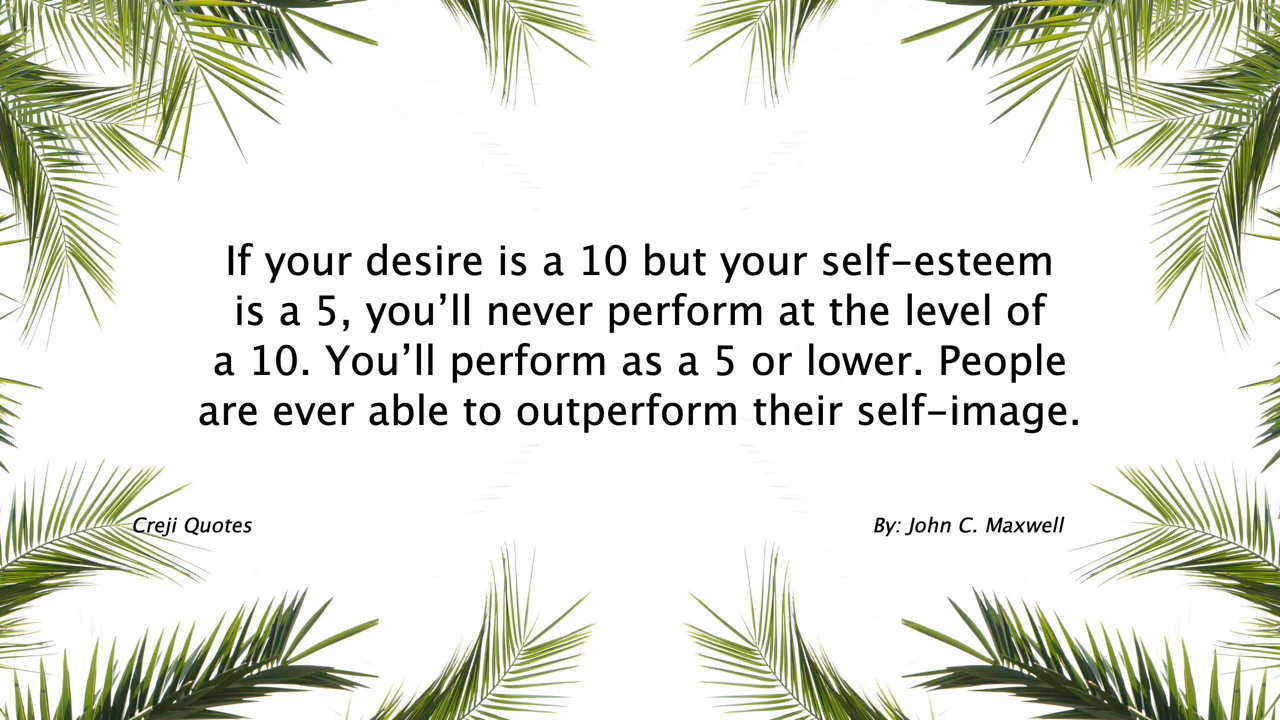 If your desire is a 10 but your self-esteem
is a 5, you’ll never perform at the level of
a 10. You’ll perform as a 5 or lower. People
are ever able to outperform their self-image.
Creji Quotes
By: John C. Maxwell